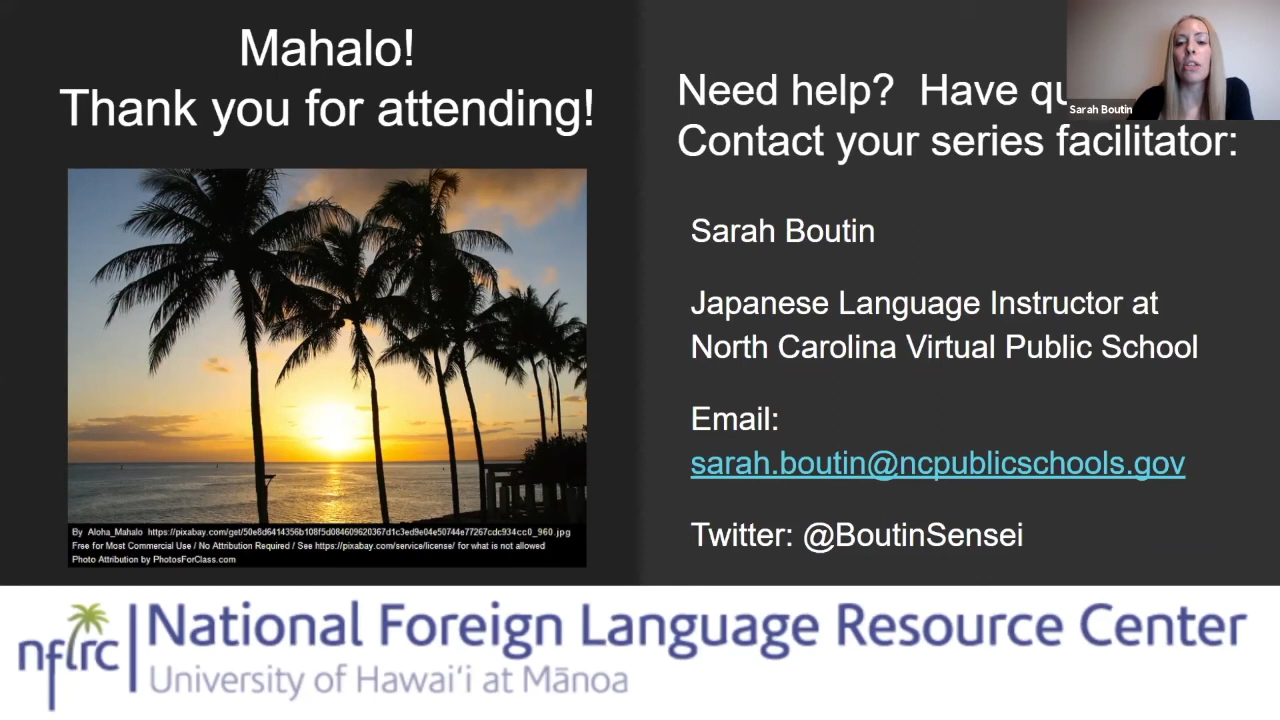 Mahalo!
Thank you for attending!
By Aloha_Mahalo https://pixabay.com/get/50e8d6414356b108f5d084609620367d1c3ed9e04e50744e77267cdc934cc0_960.jpg
Free for Most Commercial Use / No Attribution Required / See https://pixabay.com/service/license/ for what is not allowed
Photo Attribution by PhotosForClass.com
Need help? Have qu
Contact your series facilitator:
Sarah Boutin
Sarah Boutin
Japanese Language Instructor at
North Carolina Virtual Public School
Email:
sarah.boutin@ncpublicschools.gov
Twitter: @BoutinSensei
nflrc
National Foreign Language Resource Center
University of Hawaiʻi at Mānoa